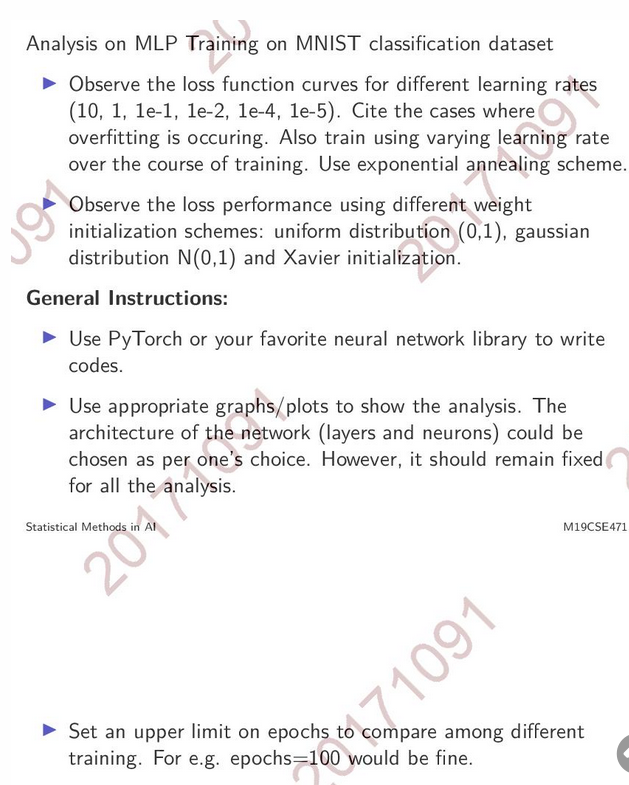 Analysis on MLP Training on MNIST classification dataset
Observe the loss function curves for different learning rates
(10, 1, 1e-1, 1e-2, 1e-4, 1e-5). Cite the cases where
overfitting is occuring. Also train using varying learning rate
over the course of training. Use exponential annealing scheme.
Observe the loss performance using different weight
initialization schemes: uniform distribution (0,1), gaussian
distribution N(0,1) and Xavier initialization.
General Instructions:
Use PyTorch or your favorite neural network library to write
codes.
Use appropriate graphs/plots to show the analysis. The
architecture of the network (layers and neurons) could be
chosen as per one's choice. However, it should remain fixed
for all the analysis.
Statistical Methods in AI M19CSE471
Set an upper limit on epochs to compare among different
training. For e.g. epochs=100 would be fine.
20
091
20171091
20171091
20171091
2